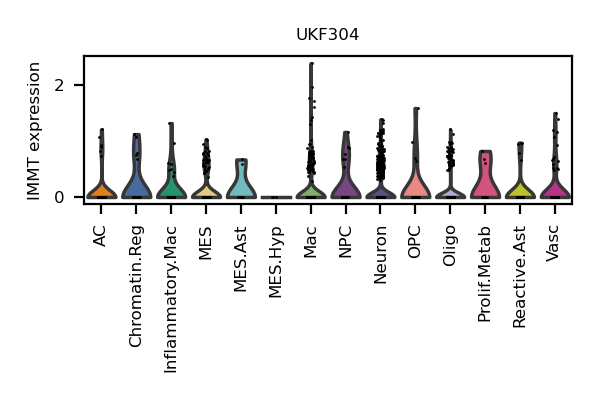 UKF304
IMMT expression
2
0
AC
Chromatin.Reg
Inflammatory.Mac
MES
MES.Ast
MES.Hyp
Mac
NPC
Neuron
OPC
Oligo
Prolif.Metab
Reactive.Ast
Vasc